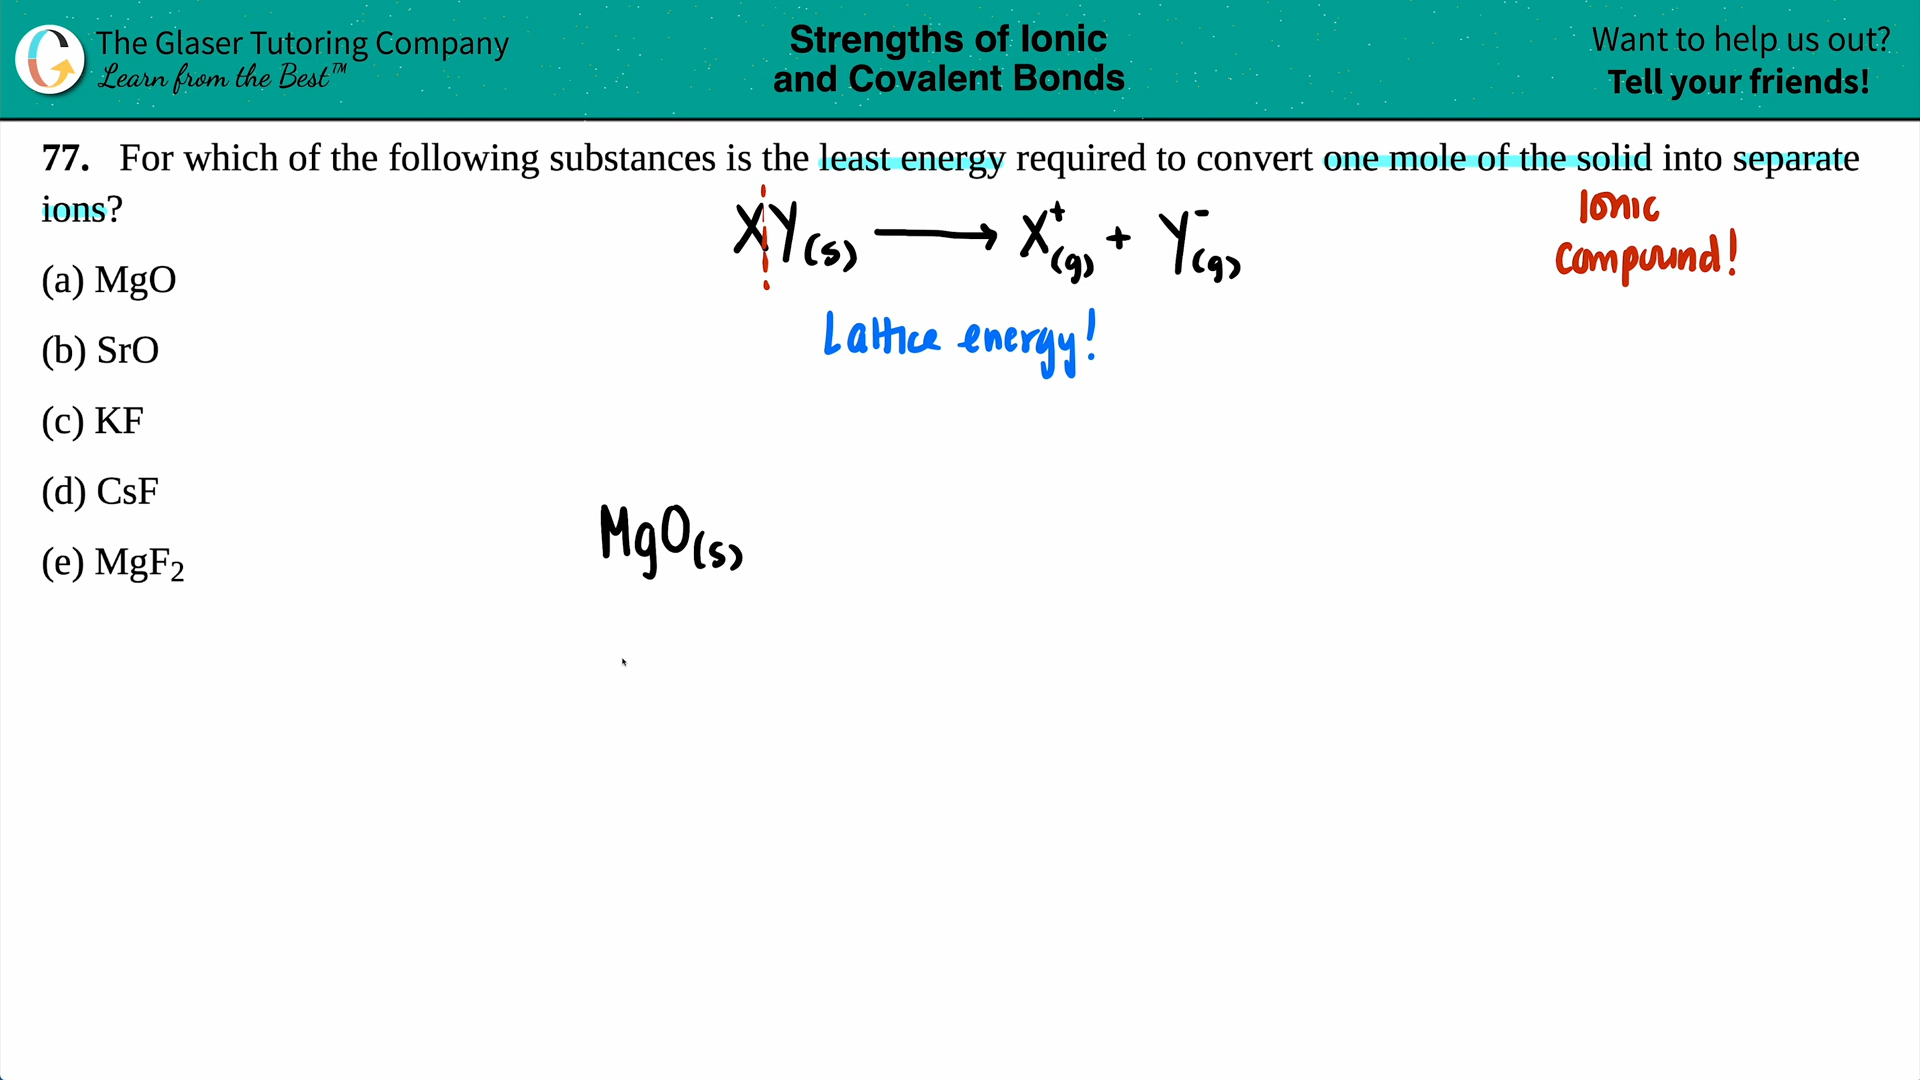 The Glaser Tutoring Company
Learn from the Best™
Strengths of Ionic
and Covalent Bonds
Want to help us out?
Tell your friends!
77. For which of the following substances is the least energy required to convert one mole of the solid into separate
ions?
XY(s) ⟶ X⁺(g) + Y⁻(g)
Ionic
compound!
(a) MgO
Lattice energy!
(b) SrO
(c) KF
(d) CsF
MgO(s)
(e) MgF₂